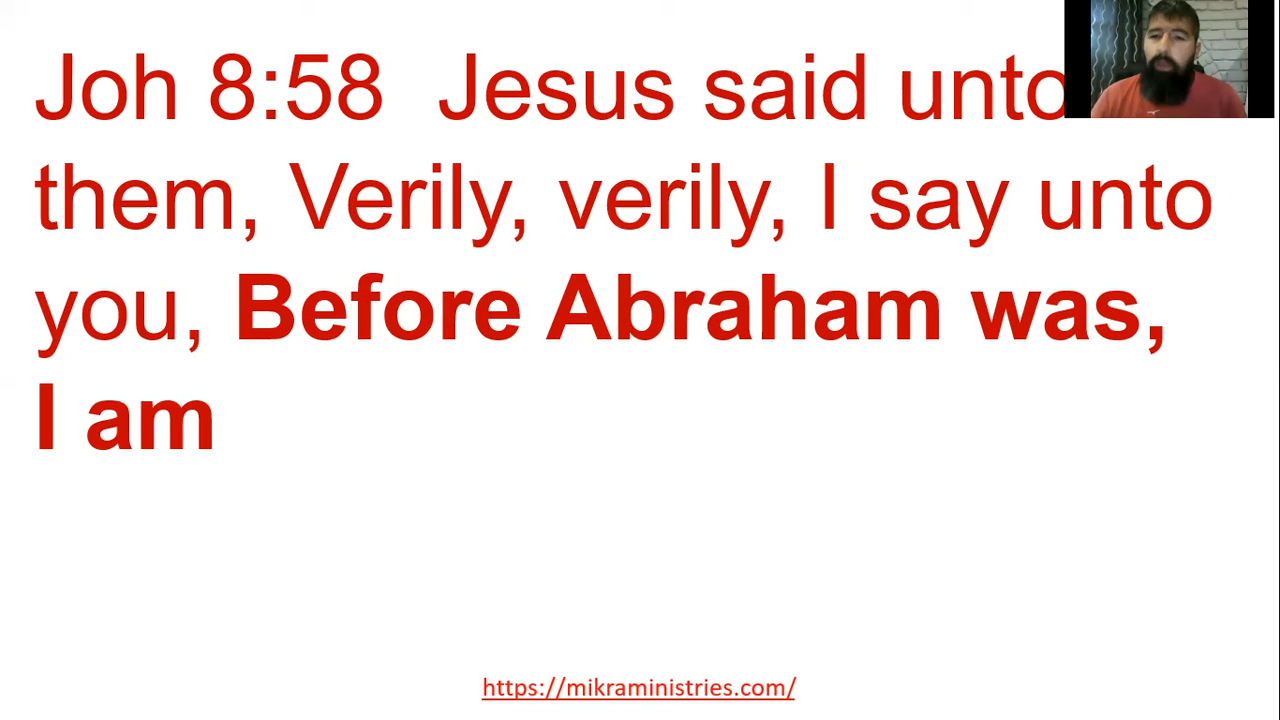 Joh 8:58 Jesus said unto
them, Verily, verily, I say unto
you, Before Abraham was,
I am
https://mikraministries.com/